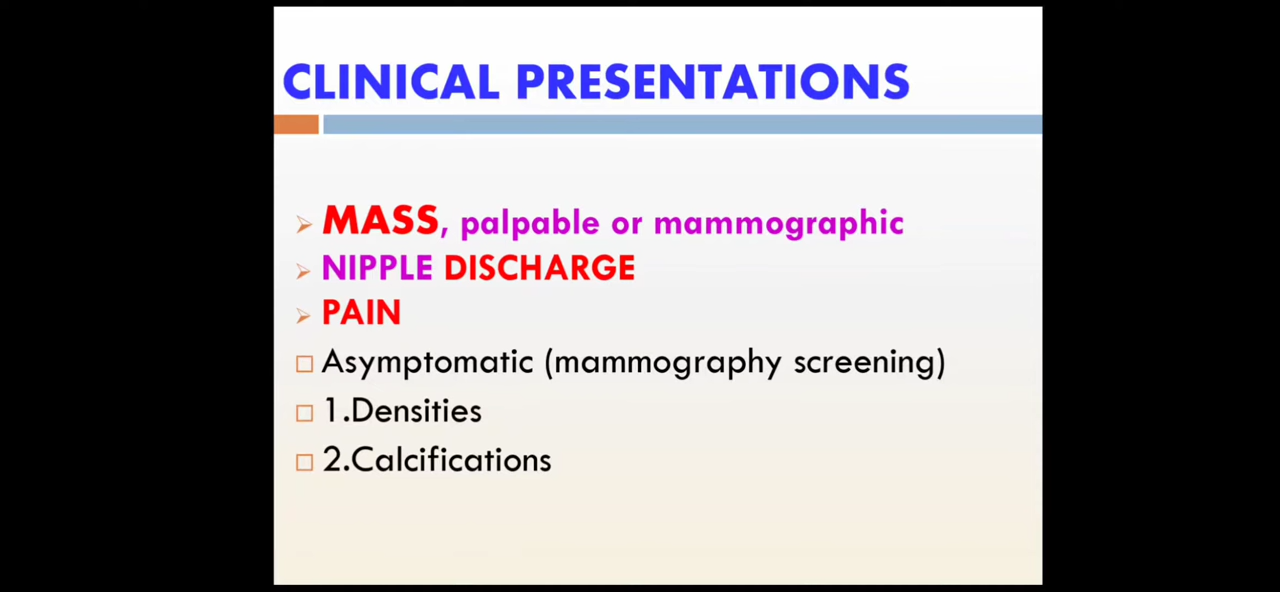 CLINICAL PRESENTATIONS
MASS, palpable or mammographic
NIPPLE DISCHARGE
PAIN
Asymptomatic (mammography screening)
1.Densities
2.Calcifications